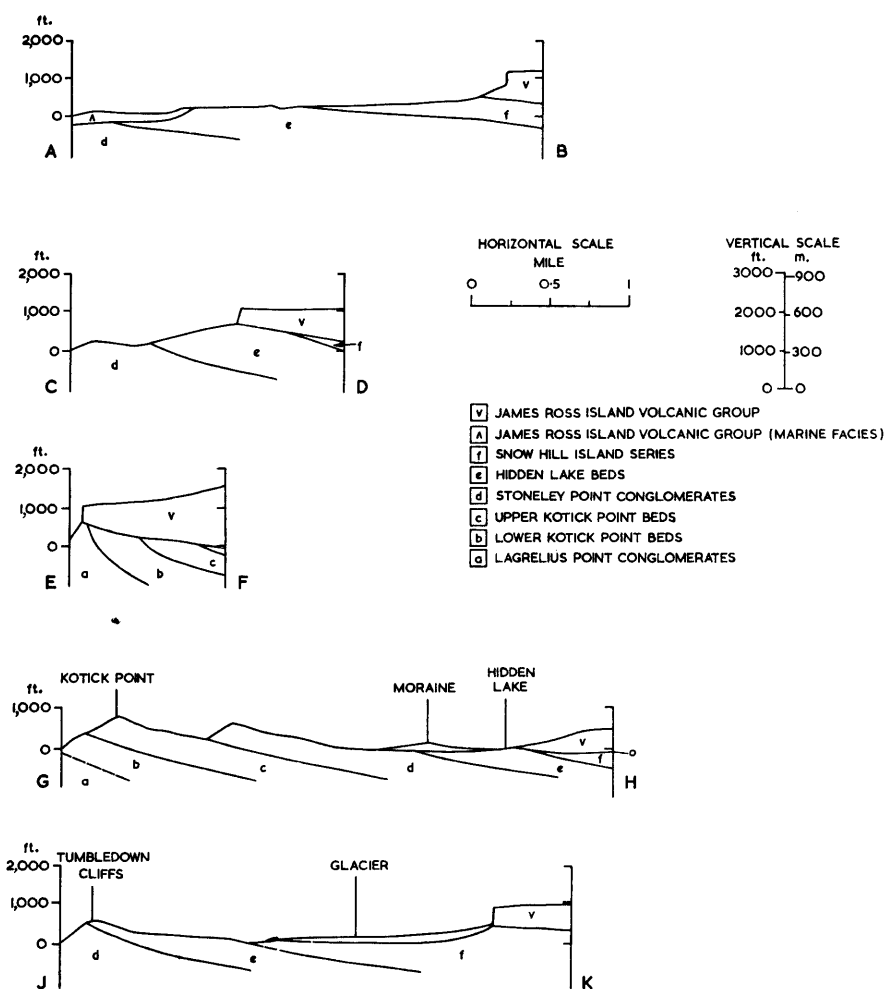 ft.
2,000
1,000
0
ʌ
d
e
f
v
A
B
ft.
2,000
1,000
0
d
e
v
f
C
D
HORIZONTAL SCALE
MILE
0 0·5 1
VERTICAL SCALE
ft. m.
3000 900
2000 600
1000 300
0 0
v JAMES ROSS ISLAND VOLCANIC GROUP
ʌ JAMES ROSS ISLAND VOLCANIC GROUP (MARINE FACIES)
f SNOW HILL ISLAND SERIES
e HIDDEN LAKE BEDS
d STONELEY POINT CONGLOMERATES
c UPPER KOTICK POINT BEDS
b LOWER KOTICK POINT BEDS
a LAGRELIUS POINT CONGLOMERATES
ft.
2,000
1,000
0
v
a
b
c
E
F
KOTICK POINT
MORAINE
HIDDEN
LAKE
ft.
1,000
0
a
b
c
d
e
f
v
0
G
H
ft.
2,000
1,000
0
TUMBLEDOWN
CLIFFS
GLACIER
d
e
f
v
J
K